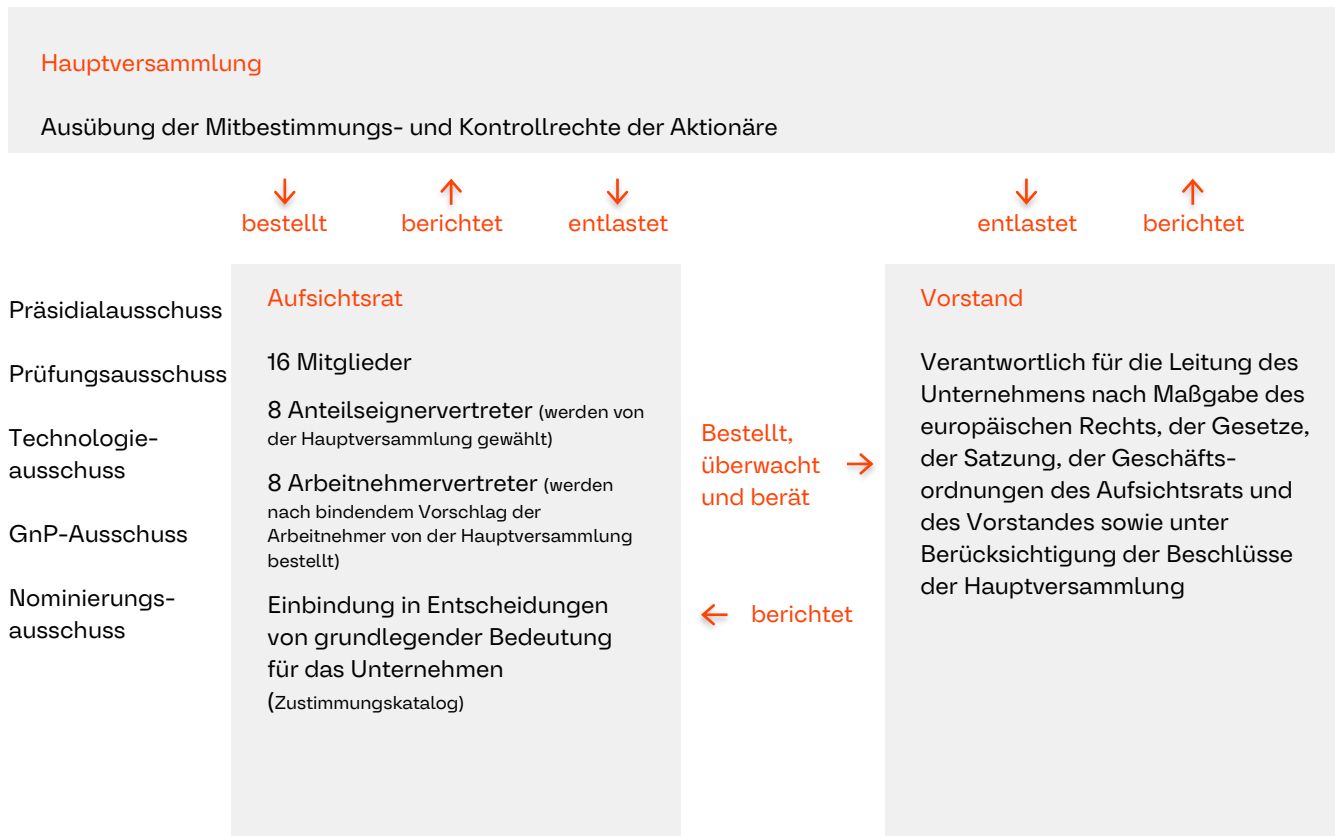 Hauptversammlung
Ausübung der Mitbestimmungs- und Kontrollrechte der Aktionäre
bestellt
berichtet
entlastet
entlastet
berichtet
Präsidialausschuss
Prüfungsausschuss
Technologie-
ausschuss
GnP-Ausschuss
Nominierungs-
ausschuss
Aufsichtsrat
16 Mitglieder
8 Anteilseignervertreter (werden von
der Hauptversammlung gewählt)
8 Arbeitnehmervertreter (werden
nach bindendem Vorschlag der
Arbeitnehmer von der Hauptversammlung
bestellt)
Einbindung in Entscheidungen
von grundlegender Bedeutung
für das Unternehmen
(Zustimmungskatalog)
Bestellt,
überwacht
und berät
berichtet
Vorstand
Verantwortlich für die Leitung des
Unternehmens nach Maßgabe des
europäischen Rechts, der Gesetze,
der Satzung, der Geschäfts-
ordnungen des Aufsichtsrats und
des Vorstandes sowie unter
Berücksichtigung der Beschlüsse
der Hauptversammlung